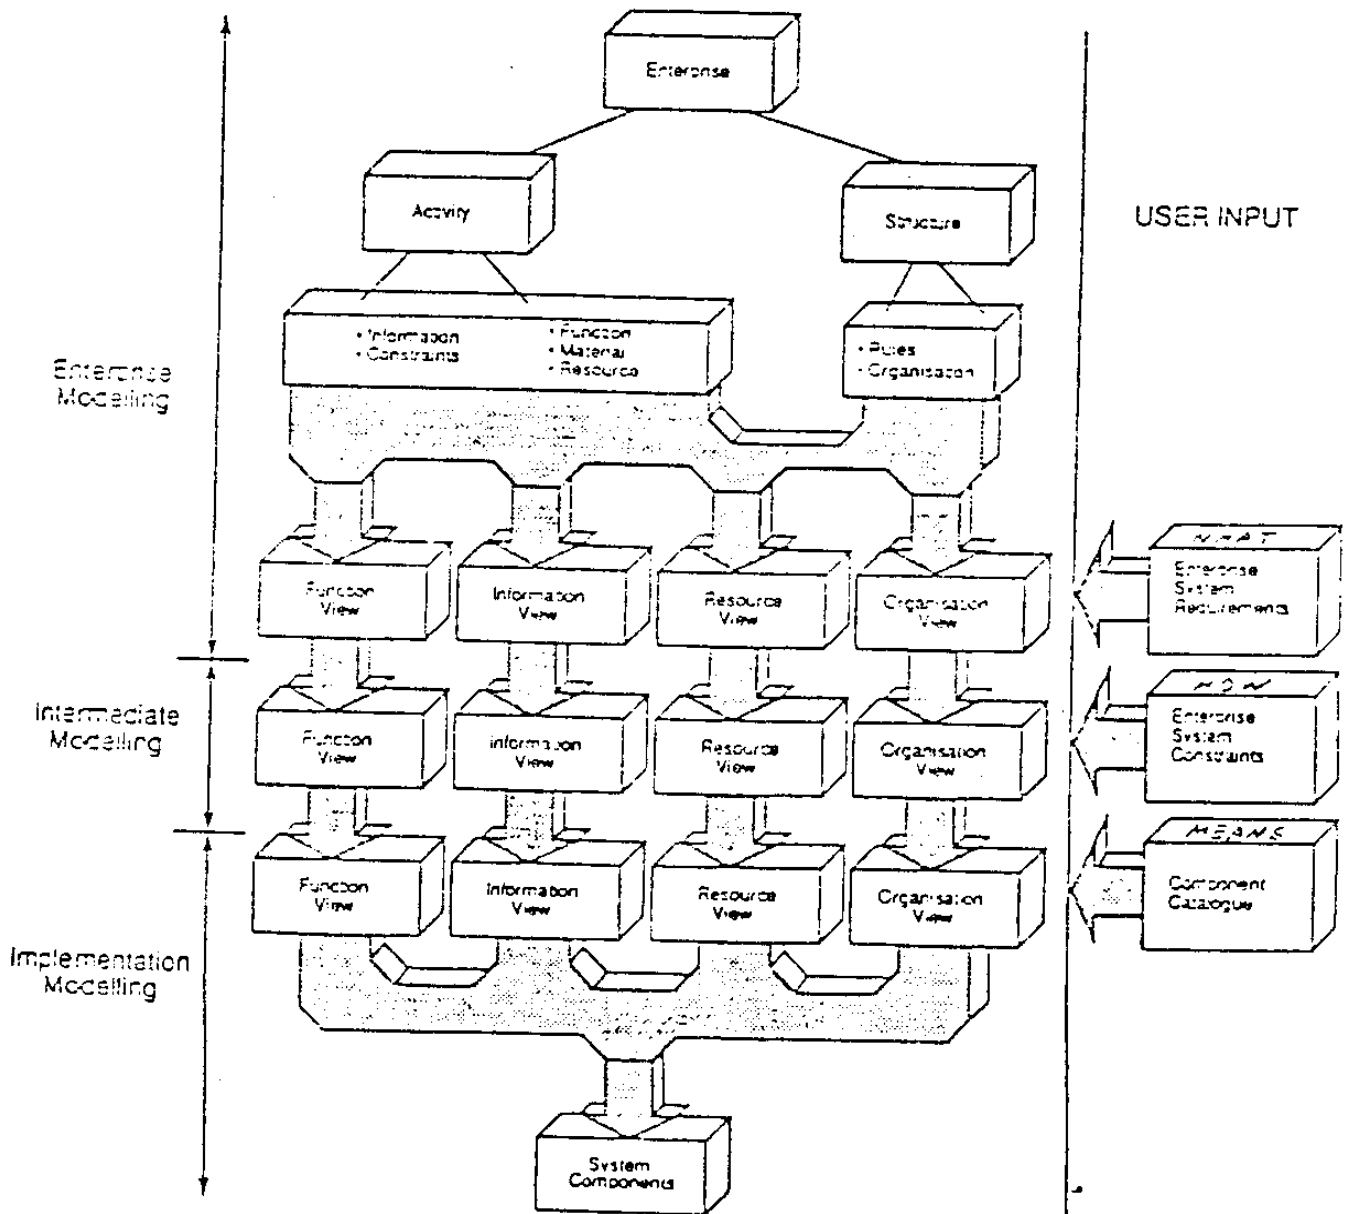 Enterprise
Activity
Structure
USER INPUT
• Information
• Constraints
• Function
• Material
• Resource
• Rules
• Organisation
Enterprise
Modelling
WHAT
Enterprise
System
Requirements
Function
View
Information
View
Resource
View
Organisation
View
Intermediate
Modelling
HOW
Enterprise
System
Constraints
Function
View
Information
View
Resource
View
Organisation
View
MEANS
Component
Catalogue
Function
View
Information
View
Resource
View
Organisation
View
Implementation
Modelling
System
Components